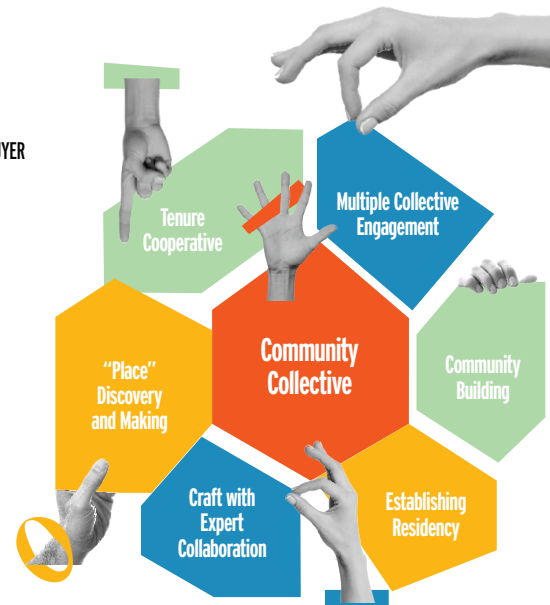 Tenure
Cooperative
Multiple Collective
Engagement
"Place"
Discovery
and Making
Community
Collective
Community
Building
Craft with
Expert
Collaboration
Establishing
Residency